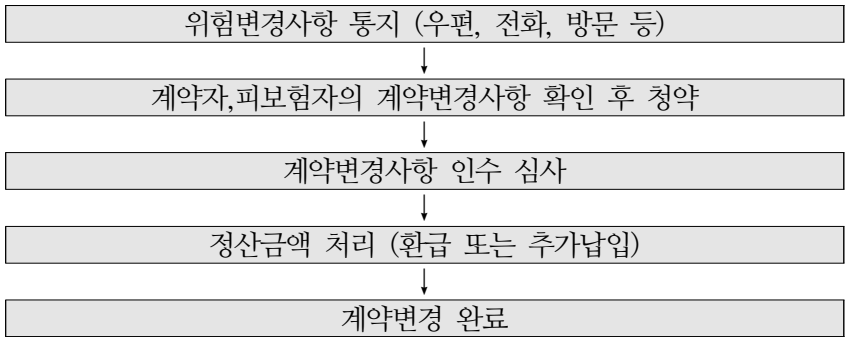 위험변경사항 통지 (우편, 전화, 방문 등)
계약자,피보험자의 계약변경사항 확인 후 청약
계약변경사항 인수 심사
정산금액 처리 (환급 또는 추가납입)
계약변경 완료